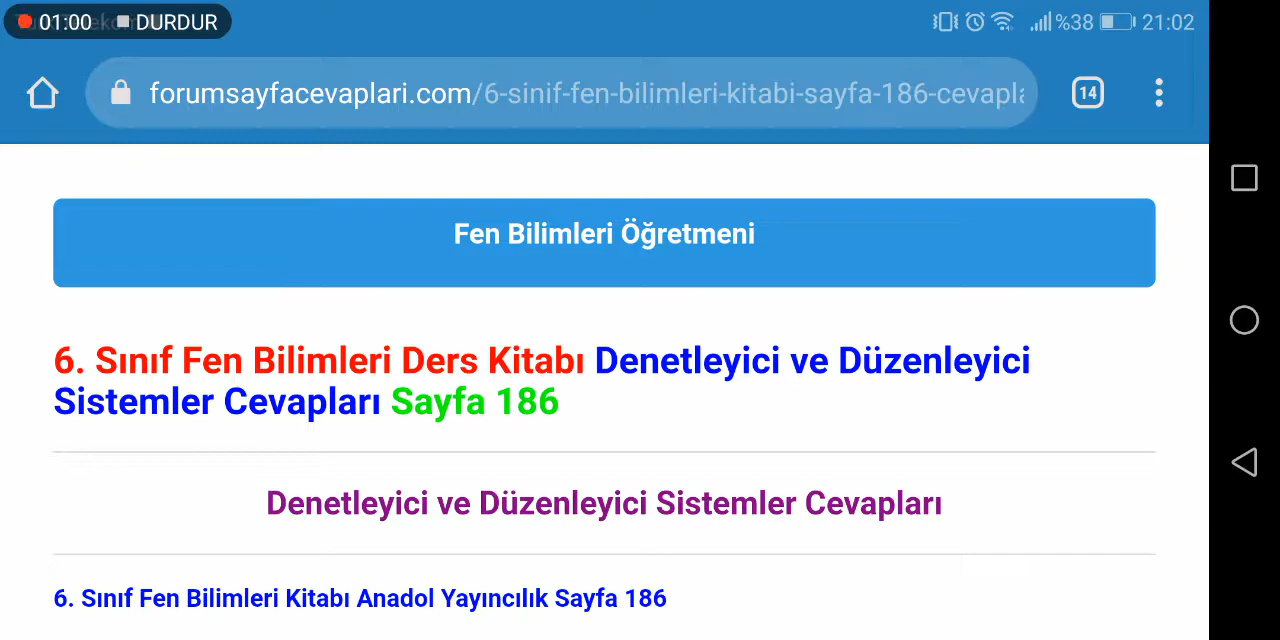 01:00 DURDUR
%38 21:02
forumsayfacevaplari.com/6-sinif-fen-bilimleri-kitabi-sayfa-186-cevapla
14
Fen Bilimleri Öğretmeni
6. Sınıf Fen Bilimleri Ders Kitabı Denetleyici ve Düzenleyici
Sistemler Cevapları Sayfa 186
Denetleyici ve Düzenleyici Sistemler Cevapları
6. Sınıf Fen Bilimleri Kitabı Anadol Yayıncılık Sayfa 186